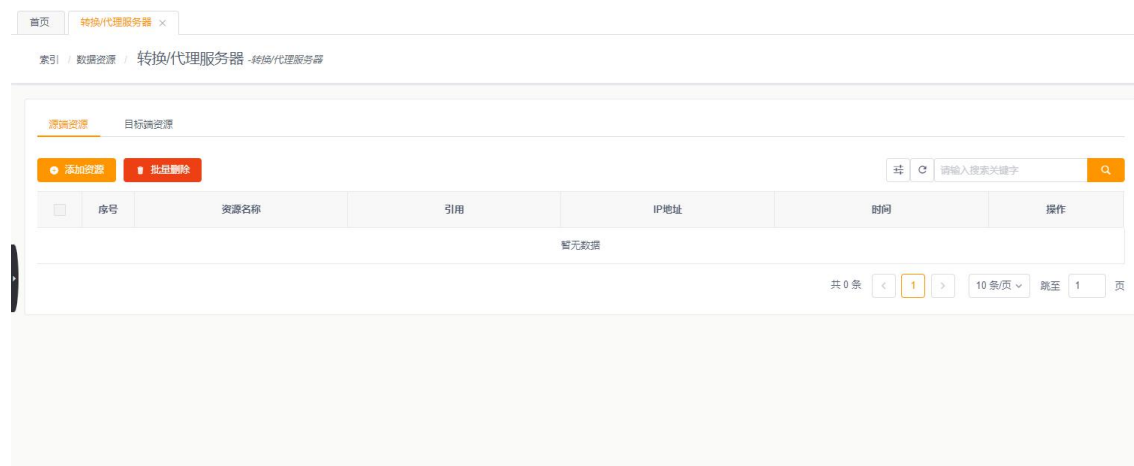 首页 转换/代理服务器 ×
索引 / 数据资源 / 转换/代理服务器 -转换/代理服务器
源端资源 目标端资源
添加资源 批量删除 请输入搜索关键字
序号 资源名称 引用 IP地址 时间 操作
暂无数据
共 0 条 < 1 > 10 条/页 跳至 1 页